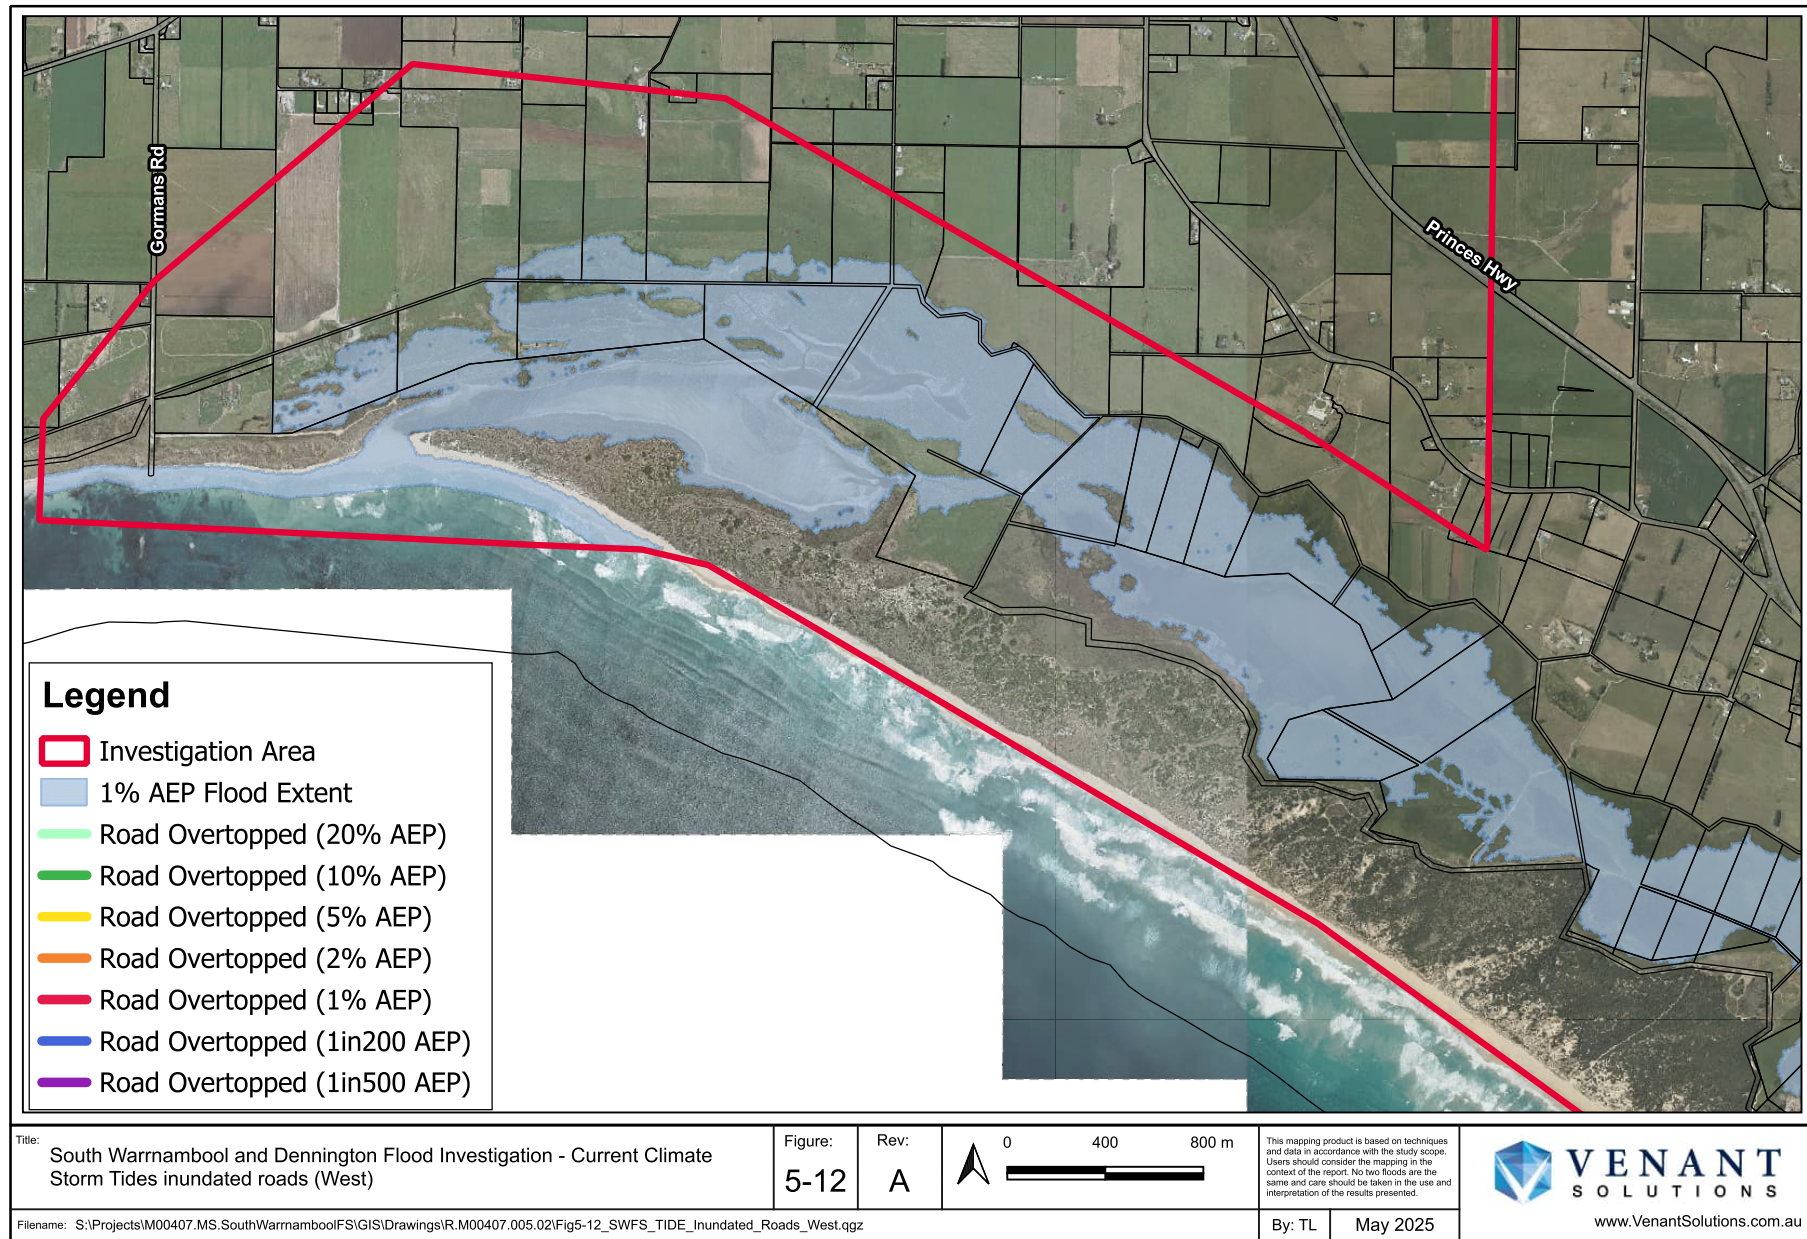 Gormans Rd
Princes Hwy
Legend
Investigation Area
1% AEP Flood Extent
Road Overtopped (20% AEP)
Road Overtopped (10% AEP)
Road Overtopped (5% AEP)
Road Overtopped (2% AEP)
Road Overtopped (1% AEP)
Road Overtopped (1in200 AEP)
Road Overtopped (1in500 AEP)
Title:
South Warrnambool and Dennington Flood Investigation - Current Climate
Storm Tides inundated roads (West)
Figure:
5-12
Rev:
A
0 400 800 m
This mapping product is based on techniques
and data in accordance with the study scope.
Users should consider the mapping in the
context of the report. No two floods are the
same and care should be taken in the use and
interpretation of the results presented.
VENANT
SOLUTIONS
www.VenantSolutions.com.au
Filename: S:\Projects\M00407.MS.SouthWarrnamboolFS\GIS\Drawings\R.M00407.005.02\Fig5-12_SWFS_TIDE_Inundated_Roads_West.qgz
By: TL
May 2025